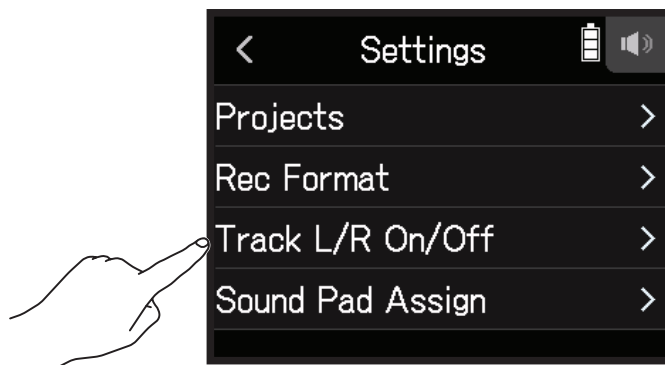 Settings
Projects
Rec Format
Track L/R On/Off
Sound Pad Assign